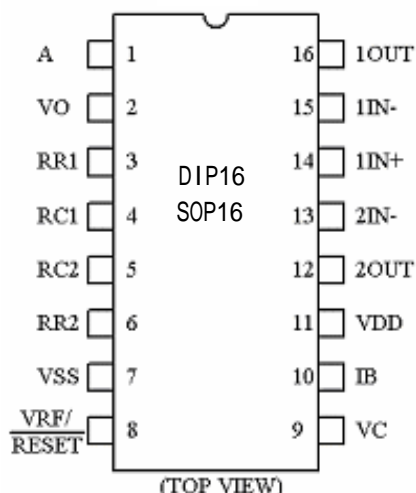 A 1 16 1OUT
VO 2 15 1IN-
RR1 3 14 1IN+
DIP16
RC1 4 SOP16 13 2IN-
RC2 5 12 2OUT
RR2 6 11 VDD
VSS 7 10 IB
VRF/
RESET 8 9 VC
(TOP VIEW)